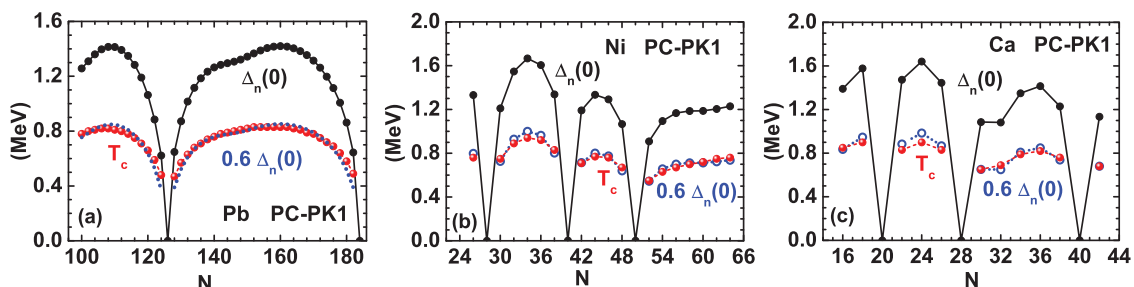 1.6
1.2
0.8
0.4
0.0
(MeV)
Δn(0)
Tc
0.6 Δn(0)
(a)
Pb PC-PK1
100 120 140 160 180
N
2.0
1.6
1.2
0.8
0.4
0.0
(MeV)
Ni PC-PK1
Δn(0)
Tc
0.6 Δn(0)
(b)
24 30 36 42 48 54 60 66
N
2.0
1.6
1.2
0.8
0.4
0.0
(MeV)
Ca PC-PK1
Δn(0)
Tc
0.6 Δn(0)
(c)
16 20 24 28 32 36 40 44
N